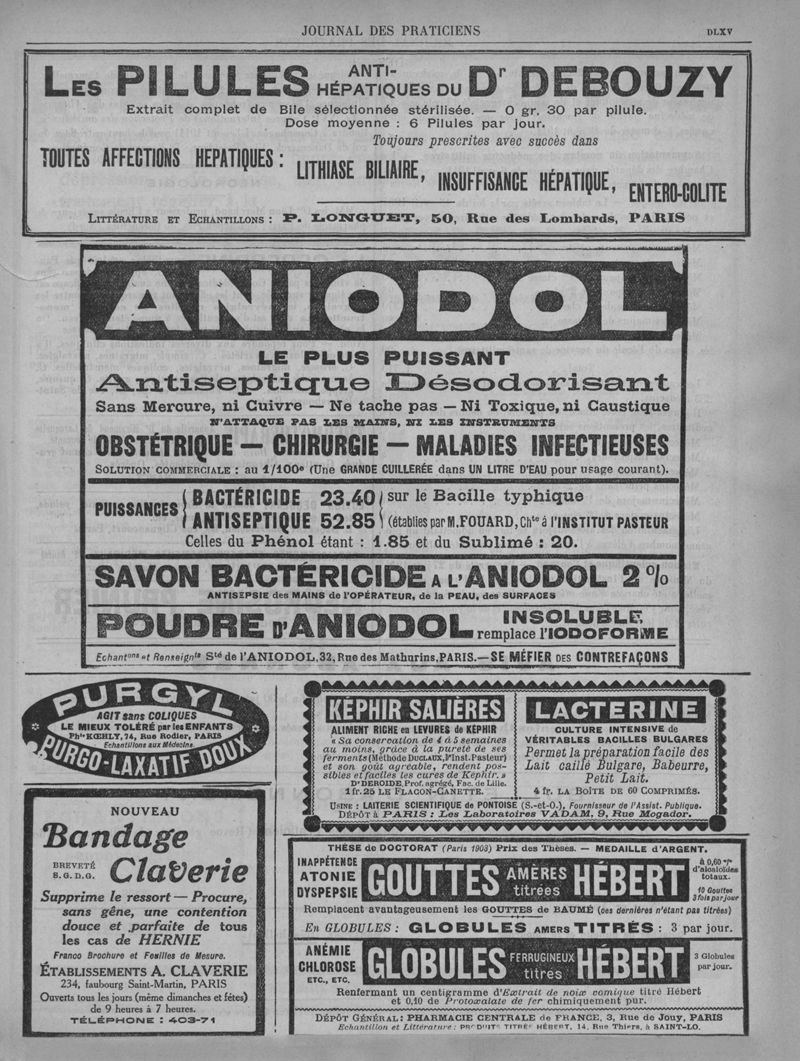 JOURNAL DES PRATICIENS
DLXV
LES PILULES ANTI-HÉPATIQUES DU Dr DEBOUZY
Extrait complet de Bile sélectionnée stérilisée. — 0 gr. 30 par pilule.
Dose moyenne : 6 Pilules par jour.
Toujours prescrites avec succès dans
TOUTES AFFECTIONS HEPATIQUES : LITHIASE BILIAIRE, INSUFFISANCE HÉPATIQUE, ENTERO-COLITE
LITTÉRATURE ET ECHANTILLONS : P. LONGUET, 50, Rue des Lombards, PARIS
ANIODOL
LE PLUS PUISSANT
Antiseptique Désodorisant
Sans Mercure, ni Cuivre — Ne tache pas — Ni Toxique, ni Caustique
N'ATTAQUE PAS LES MAINS, NI LES INSTRUMENTS
OBSTÉTRIQUE — CHIRURGIE — MALADIES INFECTIEUSES
SOLUTION COMMERCIALE : au 1/100e (Une GRANDE CUILLERÉE dans UN LITRE D'EAU pour usage courant).
PUISSANCES
BACTÉRICIDE 23.40 sur le Bacille typhique
ANTISEPTIQUE 52.85 (établies par M. FOUARD, Chte à l'INSTITUT PASTEUR
Celles du Phénol étant : 1.85 et du Sublimé : 20.
SAVON BACTÉRICIDE A L'ANIODOL 2 %
ANTISEPSIE des MAINS de l'OPÉRATEUR, de la PEAU, des SURFACES
POUDRE D'ANIODOL INSOLUBLE, remplace l'IODOFORME
Echantons et Renseignts Sté de l'ANIODOL, 32, Rue des Mathurins, PARIS. — SE MÉFIER DES CONTREFAÇONS
PURGYL
AGIT sans COLIQUES
LE MIEUX TOLÉRÉ par les ENFANTS
Phie KŒHLY, 74, Rue Rodier, PARIS
Echantillons aux Médecins.
PURGO-LAXATIF DOUX
NOUVEAU
Bandage
BREVETÉ
S. G. D. G.
Claverie
Supprime le ressort — Procure,
sans gêne, une contention
douce et parfaite de tous
les cas de HERNIE
Franco Brochure et Feuilles de Mesure.
ÉTABLISSEMENTS A. CLAVERIE
234, faubourg Saint-Martin, PARIS
Ouverts tous les jours (même dimanches et fêtes)
de 9 heures à 7 heures.
TÉLÉPHONE : 403-71
KÉPHIR SALIÈRES
ALIMENT RICHE en LEVURES de KÉPHIR
« Sa conservation de 4 à 5 semaines
au moins, grâce à la pureté de ses
ferments (Méthode DUCLAUX, Pr Inst. Pasteur)
et son goût agréable, rendent pos-
sibles et faciles les cures de Kephir. »
Dr DEROIDE, Prof. agrégé, Fac. de Lille.
1 fr. 25 LE FLACON-CANETTE.
LACTERINE
CULTURE INTENSIVE de
VÉRITABLES BACILLES BULGARES
Permet la préparation facile des
Lait caillé Bulgare, Babeurre,
Petit Lait.
4 fr. LA BOÎTE DE 60 COMPRIMÉS.
USINE : LAITERIE SCIENTIFIQUE DE PONTOISE (S.-et-O.), Fournisseur de l'Assist. Publique.
DÉPÔT à PARIS : Les Laboratoires VADAM, 9, Rue Mogador.
THÈSE DE DOCTORAT (Paris 1903) Prix des Thèses. — MEDAILLE D'ARGENT.
INAPPÉTENCE
ATONIE
DYSPEPSIE
GOUTTES AMÈRES titrées HÉBERT
à 0,60 %
d'alcaloïdes
totaux.
10 Gouttes
3 fois par jour
Remplacent avantageusement les GOUTTES de BAUMÉ (ces dernières n'étant pas titrées)
En GLOBULES : GLOBULES AMERS TITRÉS : 3 par jour.
ANÉMIE
CHLOROSE
ETC., ETC.
GLOBULES FERRUGINEUX titrés HÉBERT
3 Globules
par jour.
Renfermant un centigramme d'Extrait de noix vomique titré Hébert
et 0,10 de Protoxalate de fer chimiquement pur.
DÉPÔT GÉNÉRAL : PHARMACIE CENTRALE de FRANCE, 3, Rue de Jouy, PARIS
Echantillon et Littérature : PRODUITS TITRÉS HÉBERT, 14, Rue Thiers, à SAINT-LO.